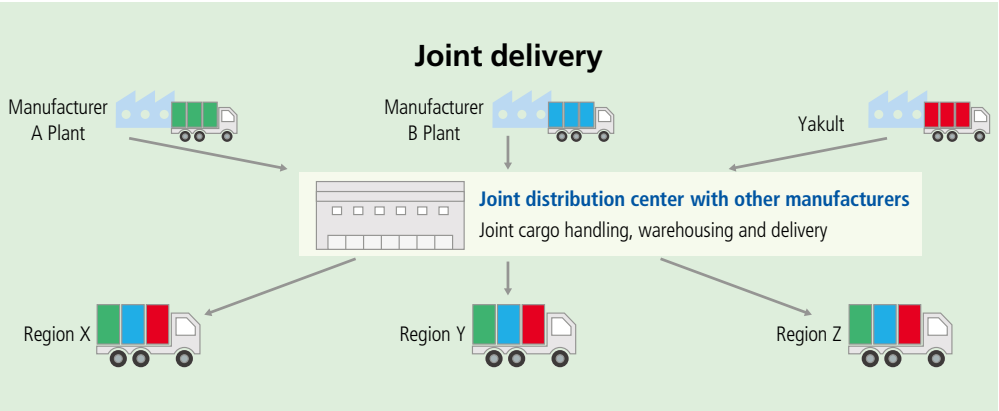 Joint delivery
Manufacturer
A Plant
Manufacturer
B Plant
Yakult
Joint distribution center with other manufacturers
Joint cargo handling, warehousing and delivery
Region X
Region Y
Region Z